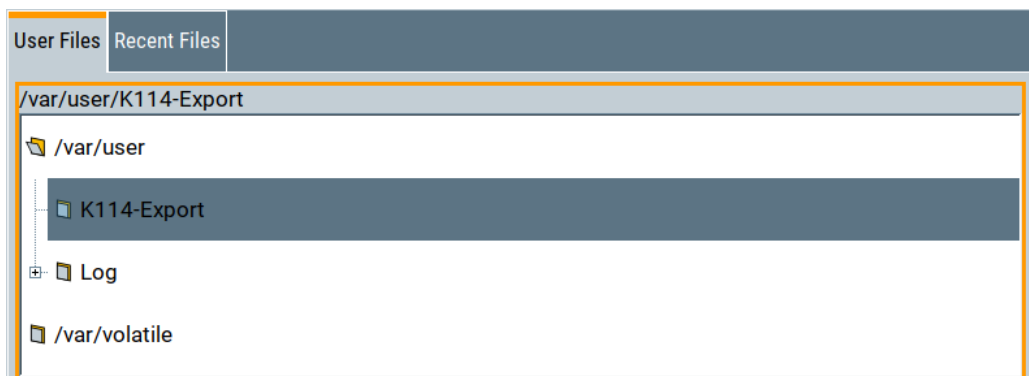 User Files Recent Files
/var/user/K114-Export
/var/user
K114-Export
Log
/var/volatile